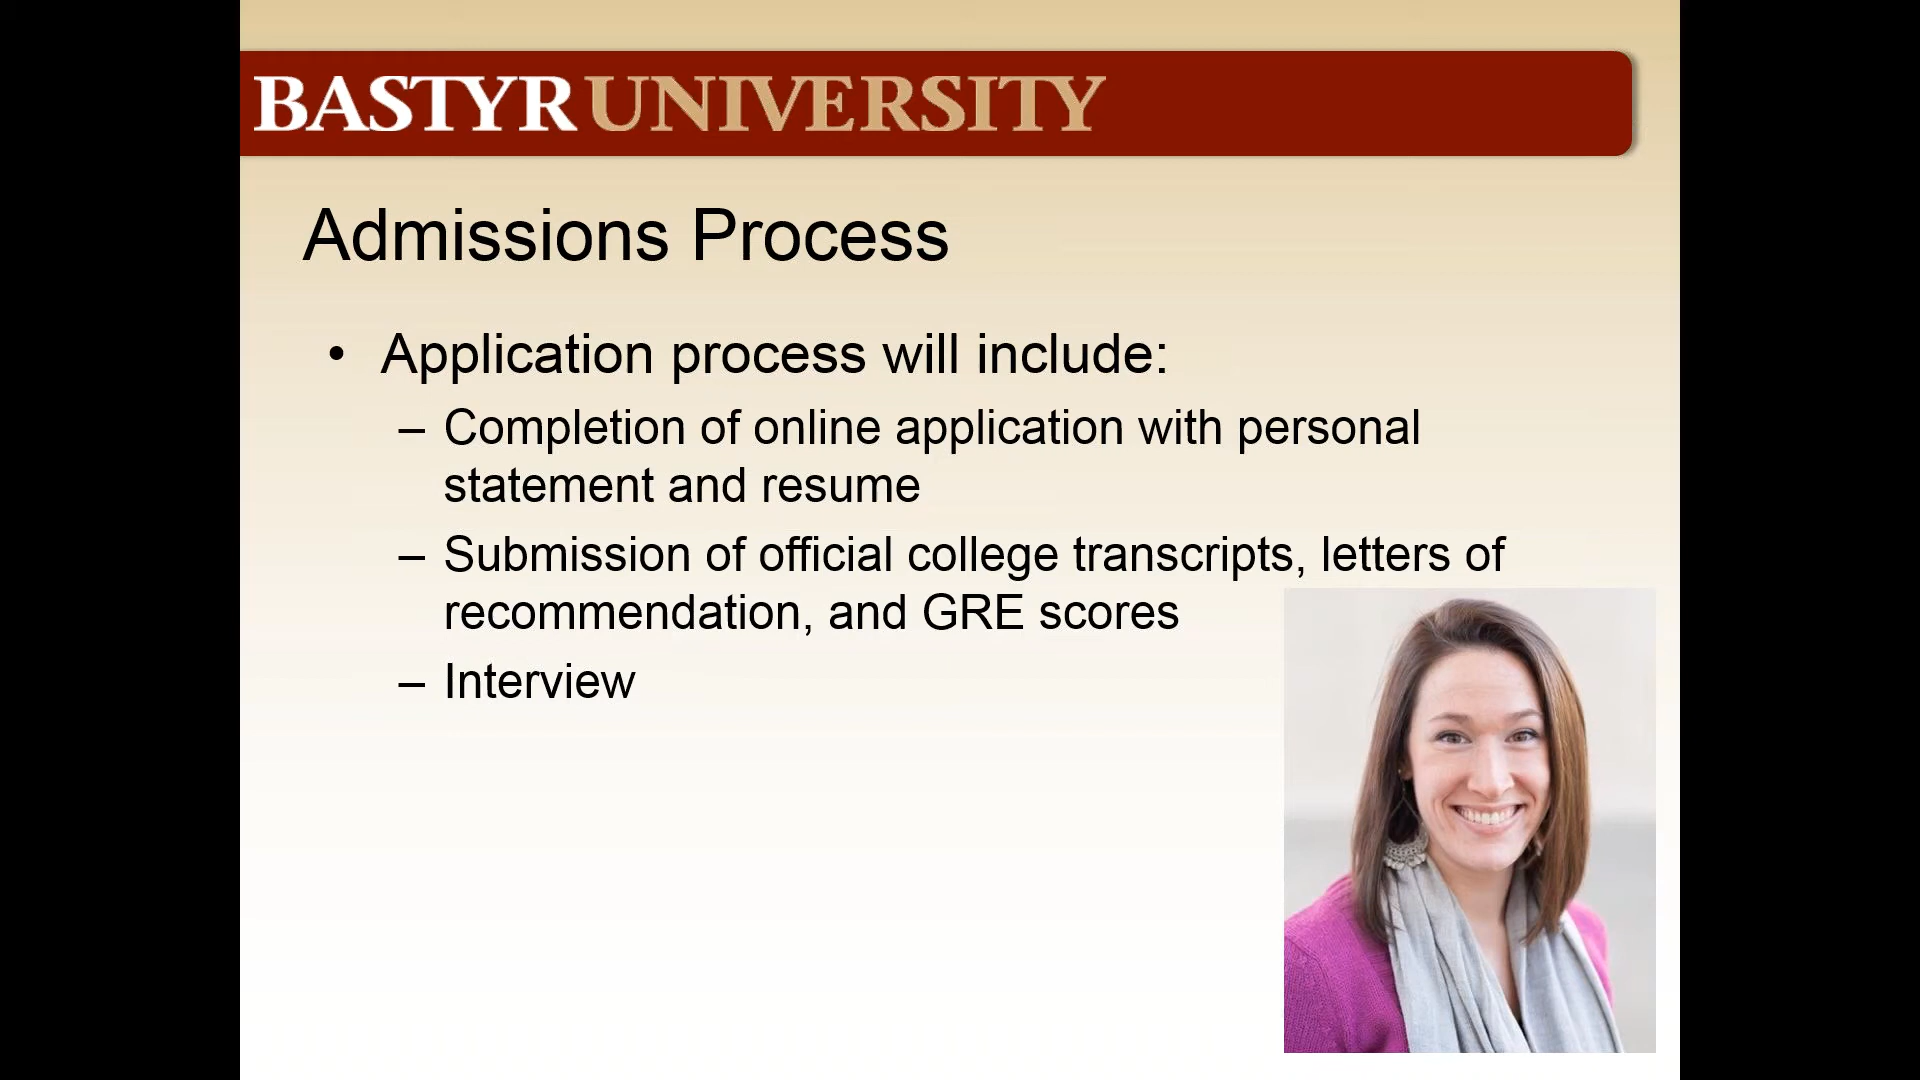 BASTYR UNIVERSITY
Admissions Process
• Application process will include:
– Completion of online application with personal
statement and resume
– Submission of official college transcripts, letters of
recommendation, and GRE scores
– Interview